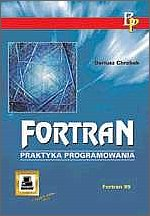 Dariusz Chrobak
FORTRAN
PRAKTYKA PROGRAMOWANIA
Fortran 95